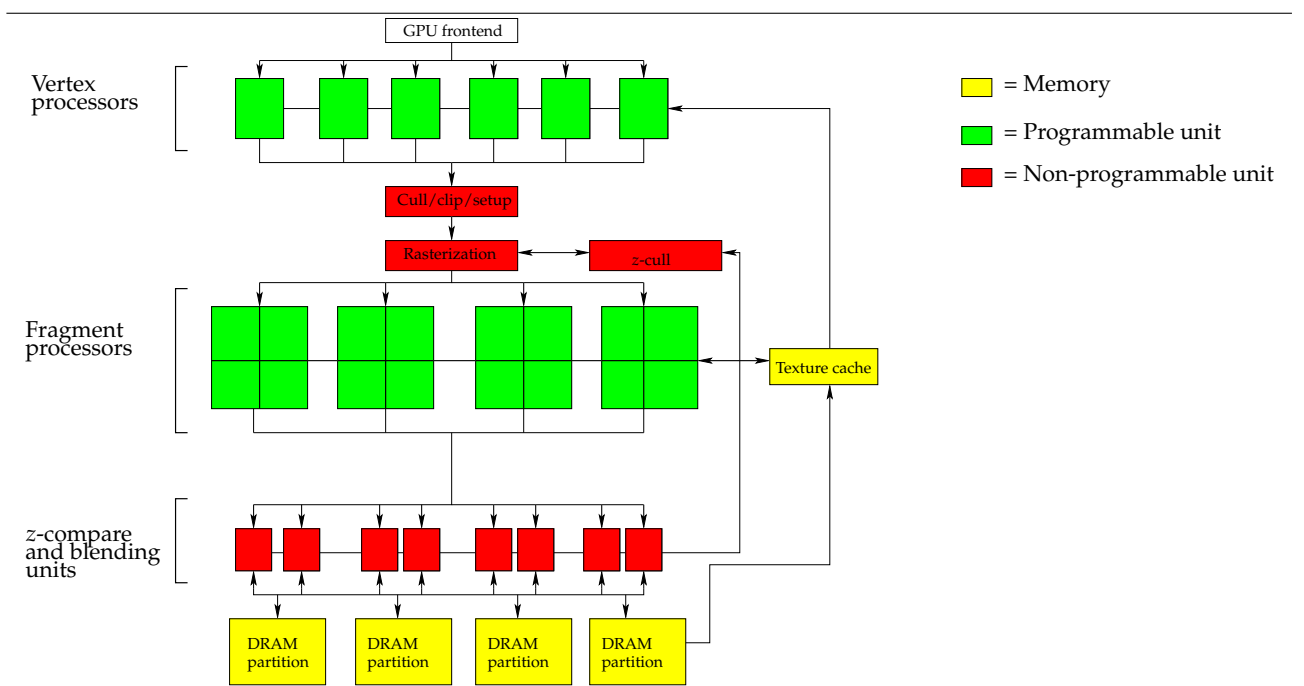 GPU frontend
Vertex
processors
= Memory
= Programmable unit
= Non-programmable unit
Cull/clip/setup
Rasterization
z-cull
Fragment
processors
Texture cache
z-compare
and blending
units
DRAM
partition
DRAM
partition
DRAM
partition
DRAM
partition